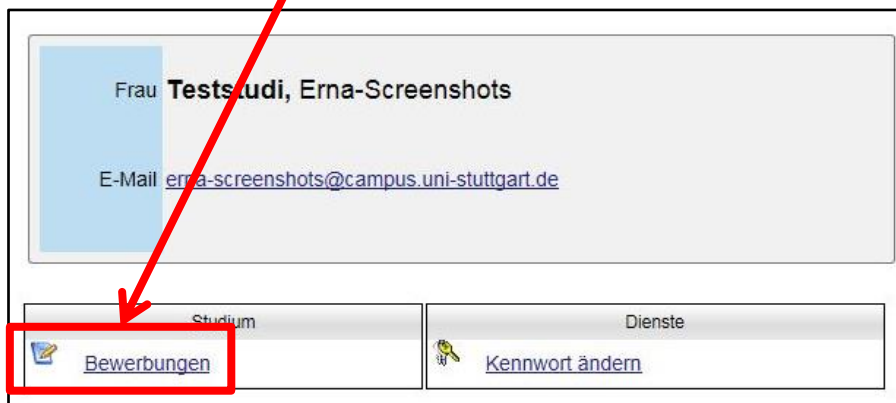 Frau Teststudi, Erna-Screenshots
E-Mail erna-screenshots@campus.uni-stuttgart.de
Studium Dienste
Bewerbungen Kennwort ändern